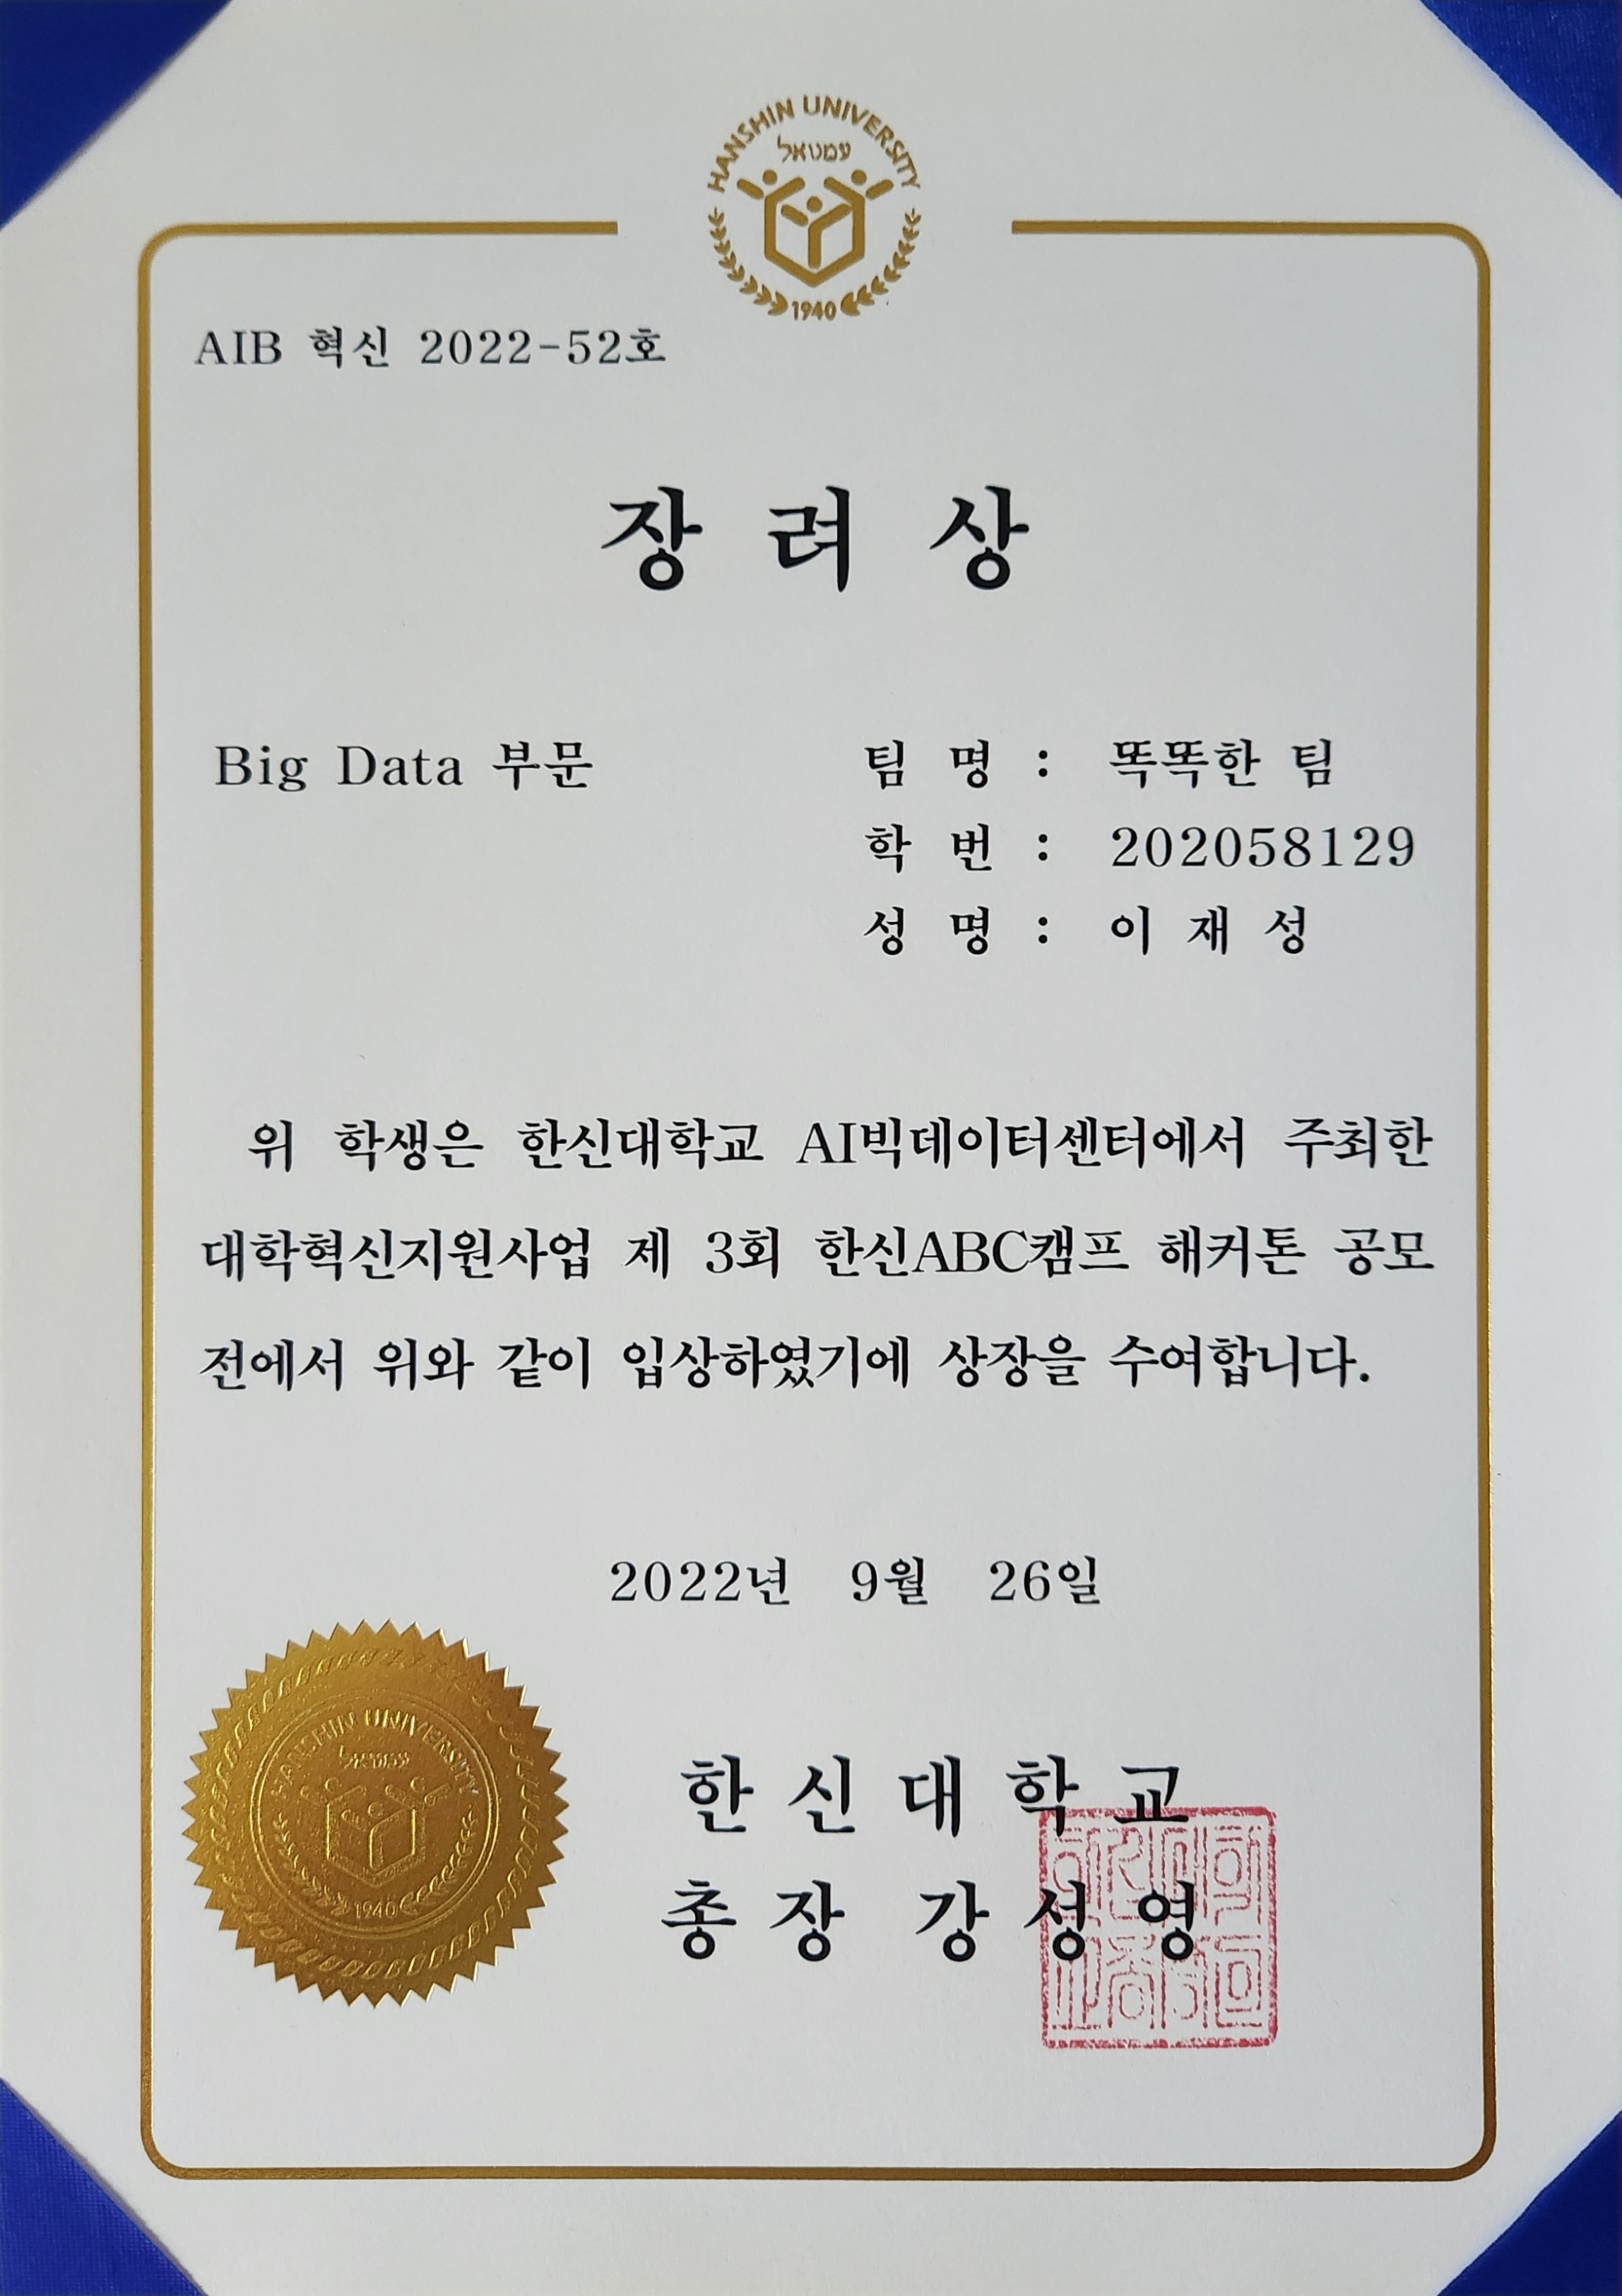 HANSHIN UNIVERSITY
עמנואל
1940
AIB 혁신 2022-52호
장 려 상
Big Data 부문
팀 명 : 똑똑한 팀
학 번 : 202058129
성 명 : 이 재 성
위 학생은 한신대학교 AI빅데이터센터에서 주최한
대학혁신지원사업 제 3회 한신ABC캠프 해커톤 공모
전에서 위와 같이 입상하였기에 상장을 수여합니다.
2022년 9월 26일
HANSHIN UNIVERSITY
עמנואל
1940
한 신 대 학 교
총 장 강 성 영